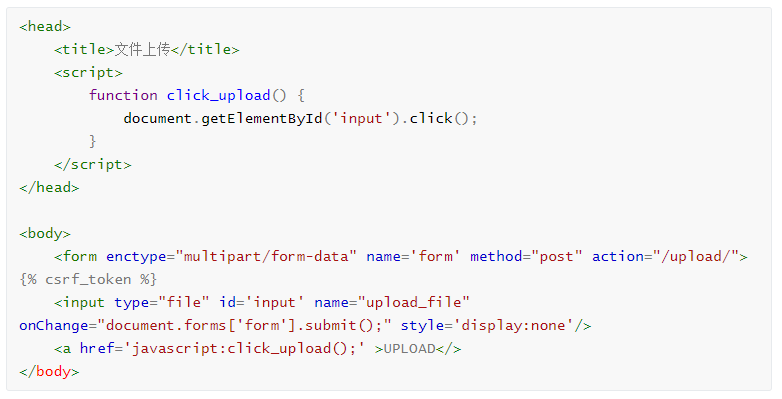 <head>
    <title>文件上传</title>
    <script>
        function click_upload() {
            document.getElementById('input').click();
        }
    </script>
</head>

<body>
    <form enctype="multipart/form-data" name='form' method="post" action="/upload/">
{% csrf_token %}
    <input type="file" id='input' name="upload_file"
onChange="document.forms['form'].submit();" style='display:none'/>
    <a href='javascript:click_upload();' >UPLOAD</>
</body>